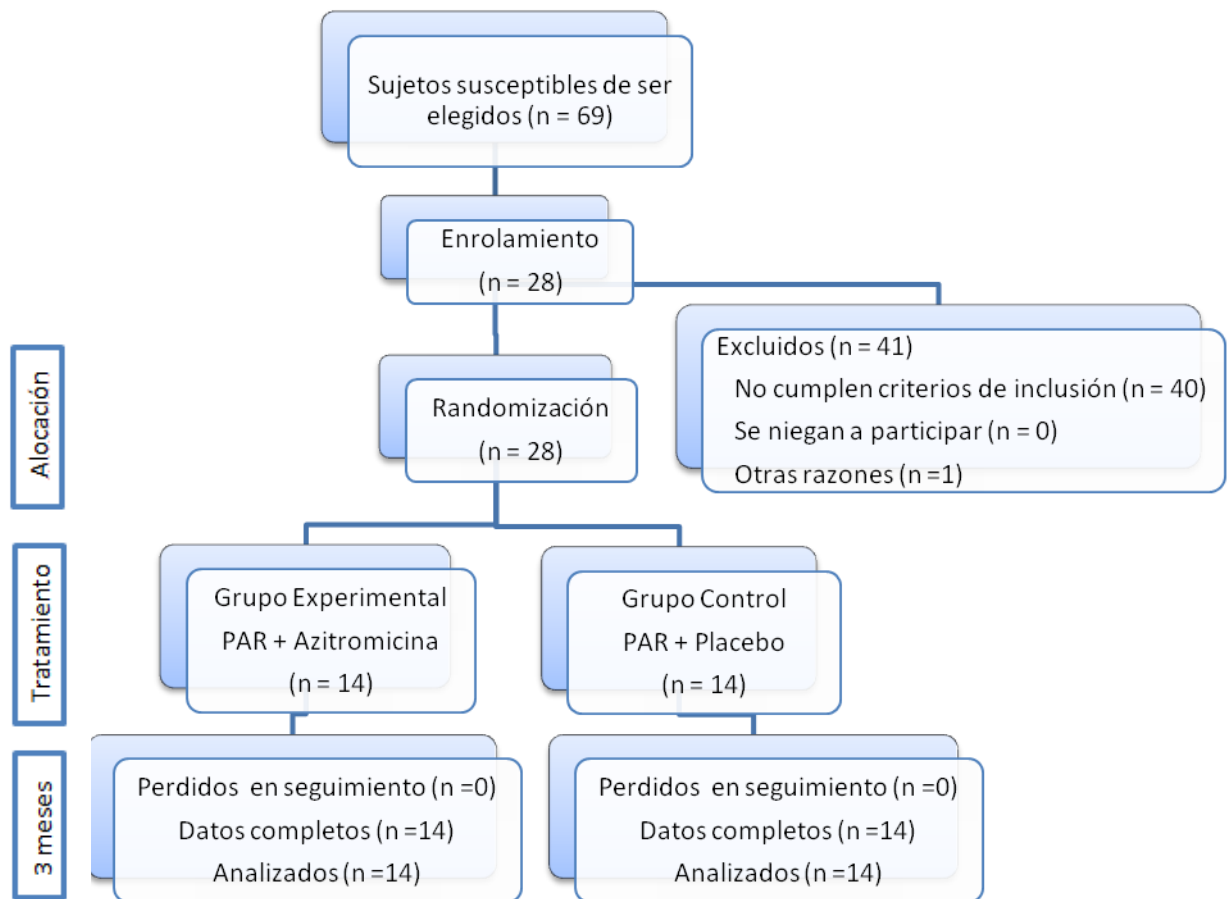 Sujetos susceptibles de ser
elegidos (n = 69)
Enrolamiento
(n = 28)
Excluidos (n = 41)
No cumplen criterios de inclusión (n = 40)
Se niegan a participar (n = 0)
Otras razones (n =1)
Alocación
Randomización
(n = 28)
Tratamiento
Grupo Experimental
PAR + Azitromicina
(n = 14)
Grupo Control
PAR + Placebo
(n = 14)
3 meses
Perdidos en seguimiento (n =0)
Datos completos (n =14)
Analizados (n =14)
Perdidos en seguimiento (n =0)
Datos completos (n =14)
Analizados (n =14)